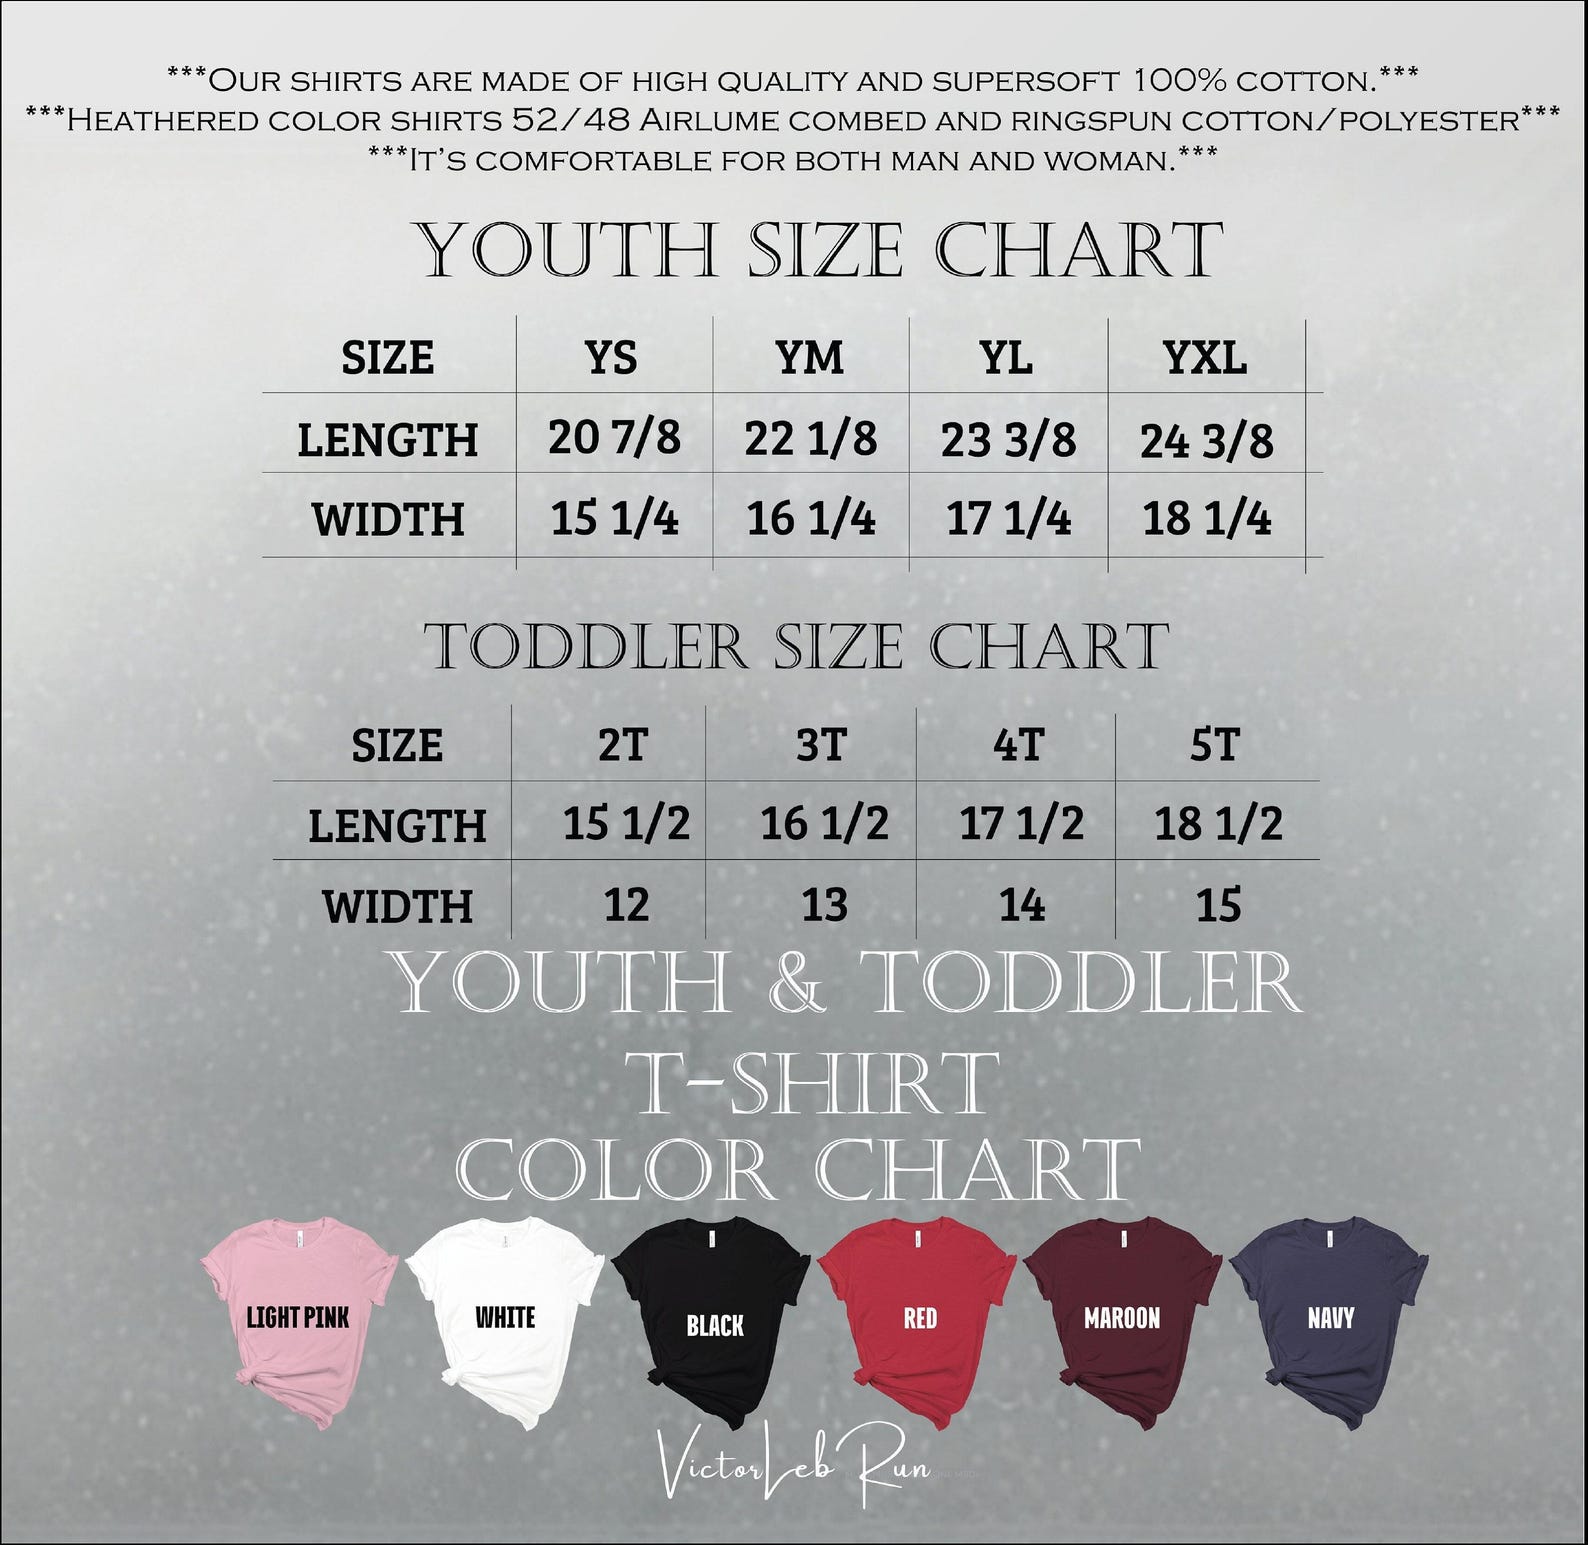 ***Our shirts are made of high quality and supersoft 100% cotton.***
***Heathered color shirts 52/48 Airlume combed and ringspun cotton/polyester***
***It's comfortable for both man and woman.***
YOUTH SIZE CHART
SIZE YS YM YL YXL
LENGTH 20 7/8 22 1/8 23 3/8 24 3/8
WIDTH 15 1/4 16 1/4 17 1/4 18 1/4
TODDLER SIZE CHART
SIZE 2T 3T 4T 5T
LENGTH 15 1/2 16 1/2 17 1/2 18 1/2
WIDTH 12 13 14 15
YOUTH & TODDLER
T-SHIRT
COLOR CHART
LIGHT PINK WHITE BLACK RED MAROON NAVY
VictorLeb Run